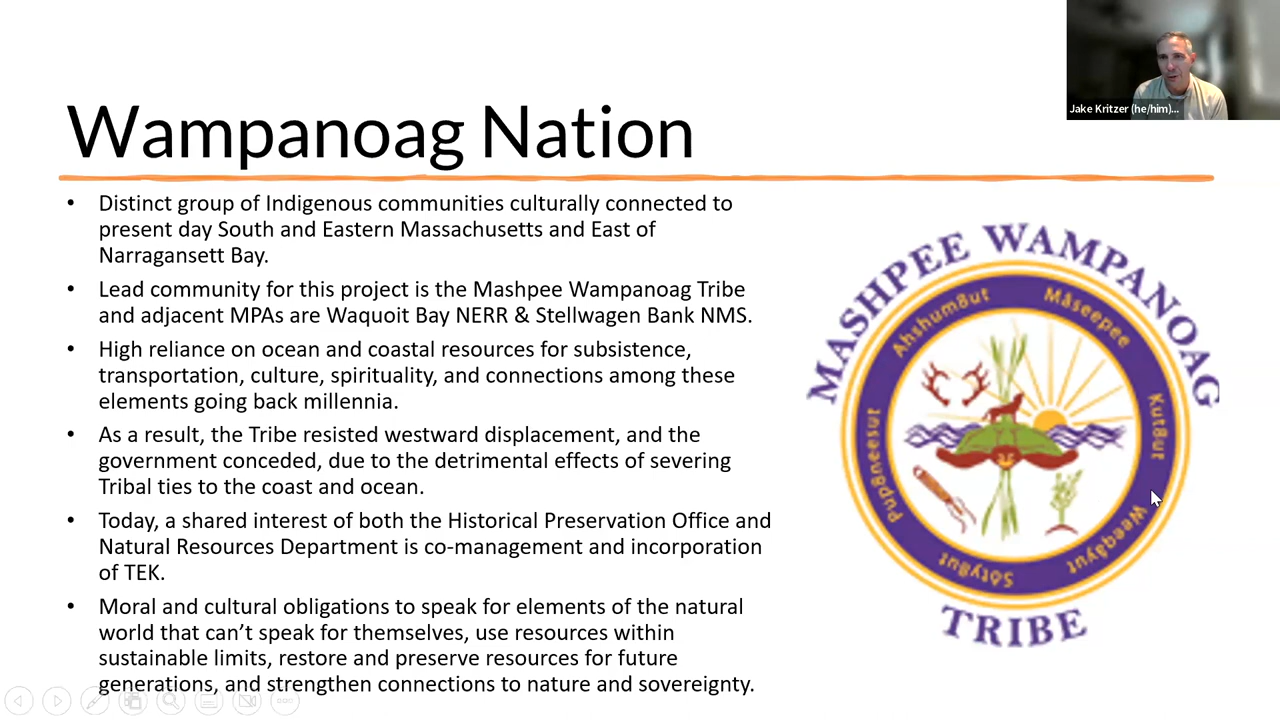 Jake Kritzer (he/him)...
Wampanoag Nation
• Distinct group of Indigenous communities culturally connected to
present day South and Eastern Massachusetts and East of
Narragansett Bay.
• Lead community for this project is the Mashpee Wampanoag Tribe
and adjacent MPAs are Waquoit Bay NERR & Stellwagen Bank NMS.
• High reliance on ocean and coastal resources for subsistence,
transportation, culture, spirituality, and connections among these
elements going back millennia.
• As a result, the Tribe resisted westward displacement, and the
government conceded, due to the detrimental effects of severing
Tribal ties to the coast and ocean.
• Today, a shared interest of both the Historical Preservation Office and
Natural Resources Department is co-management and incorporation
of TEK.
• Moral and cultural obligations to speak for elements of the natural
world that can’t speak for themselves, use resources within
sustainable limits, restore and preserve resources for future
generations, and strengthen connections to nature and sovereignty.
MASHPEE WAMPANOAG
Ahshum8ut
Mâseepee
Kut8ut
Weeqâyut
Sôty8ut
Pupôneesut
TRIBE